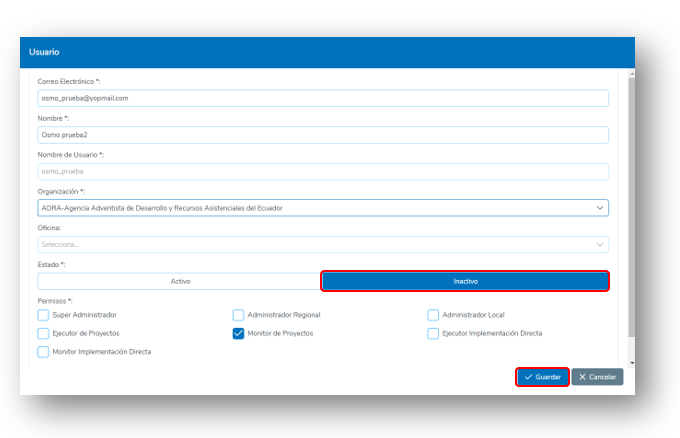 Usuario
Correo Electrónico *:
osmo_prueba@yopmail.com
Nombre *:
Osmo prueba2
Nombre de Usuario *:
osmo_prueba
Organización *:
ADRA-Agencia Adventista de Desarrollo y Recursos Asistenciales del Ecuador
Oficina:
Selecciona...
Estado *:
Activo Inactivo
Permisos *:
Super Administrador Administrador Regional Administrador Local
Ejecutor de Proyectos Monitor de Proyectos Ejecutor Implementación Directa
Monitor Implementación Directa
Guardar Cancelar